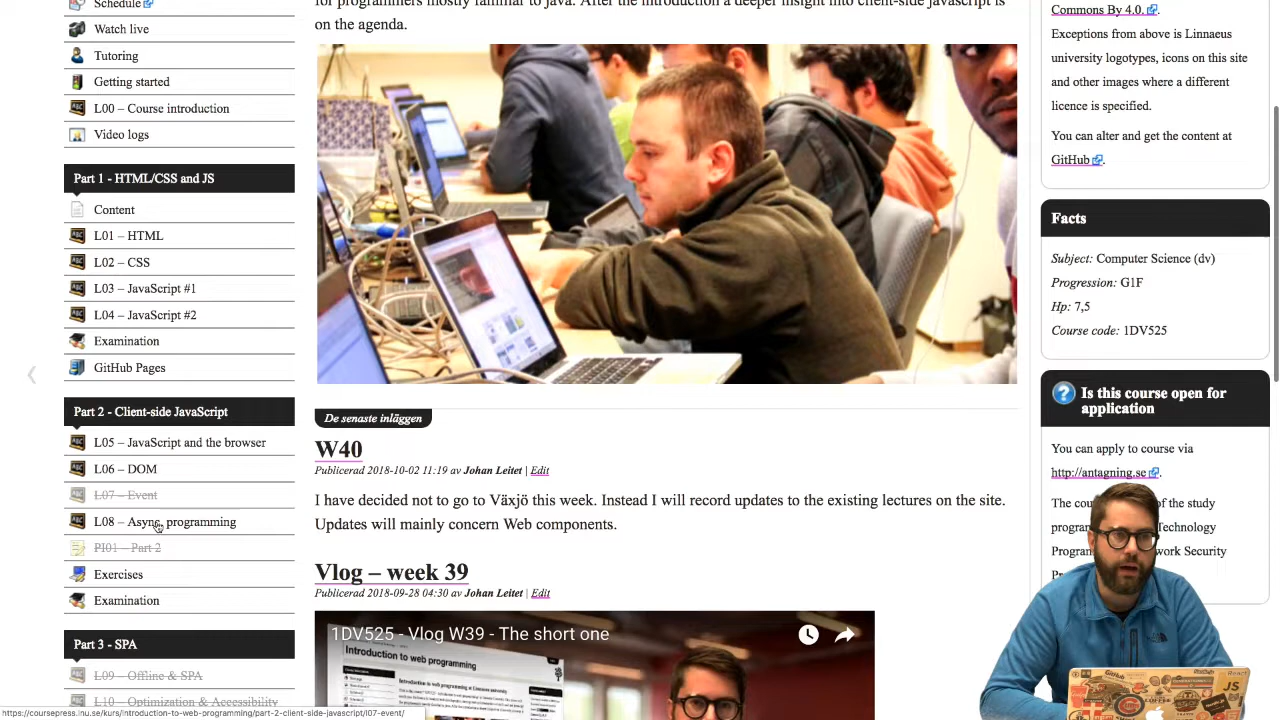 Schedule
Watch live
Tutoring
Getting started
L00 – Course introduction
Video logs
Part 1 - HTML/CSS and JS
Content
L01 – HTML
L02 – CSS
L03 – JavaScript #1
L04 – JavaScript #2
Examination
GitHub Pages
Part 2 - Client-side JavaScript
L05 – JavaScript and the browser
L06 – DOM
L07 – Event
L08 – Async programming
PI01 – Part 2
Exercises
Examination
Part 3 - SPA
L09 – Offline & SPA
L10 – Optimization & Accessibility
https://coursepress.lnu.se/kurs/introduction-to-web-programming/part-2-client-side-javascript/l07-event/
for programmers mostly familiar to java. After the introduction a deeper insight into client-side javascript is
on the agenda.
De senaste inläggen
W40
Publicerad 2018-10-02 11:19 av Johan Leitet | Edit
I have decided not to go to Växjö this week. Instead I will record updates to the existing lectures on the site.
Updates will mainly concern Web components.
Vlog – week 39
Publicerad 2018-09-28 04:30 av Johan Leitet | Edit
1DV525 - Vlog W39 - The short one
Introduction to web programming
Commons By 4.0.
Exceptions from above is Linnaeus
university logotypes, icons on this site
and other images where a different
licence is specified.
You can alter and get the content at
GitHub.
Facts
Subject: Computer Science (dv)
Progression: G1F
Hp: 7,5
Course code: 1DV525
Is this course open for
application
You can apply to course via
http://antagning.se.
The cou of the study
progra Technology
Progra work Security
GitHub
React
JS